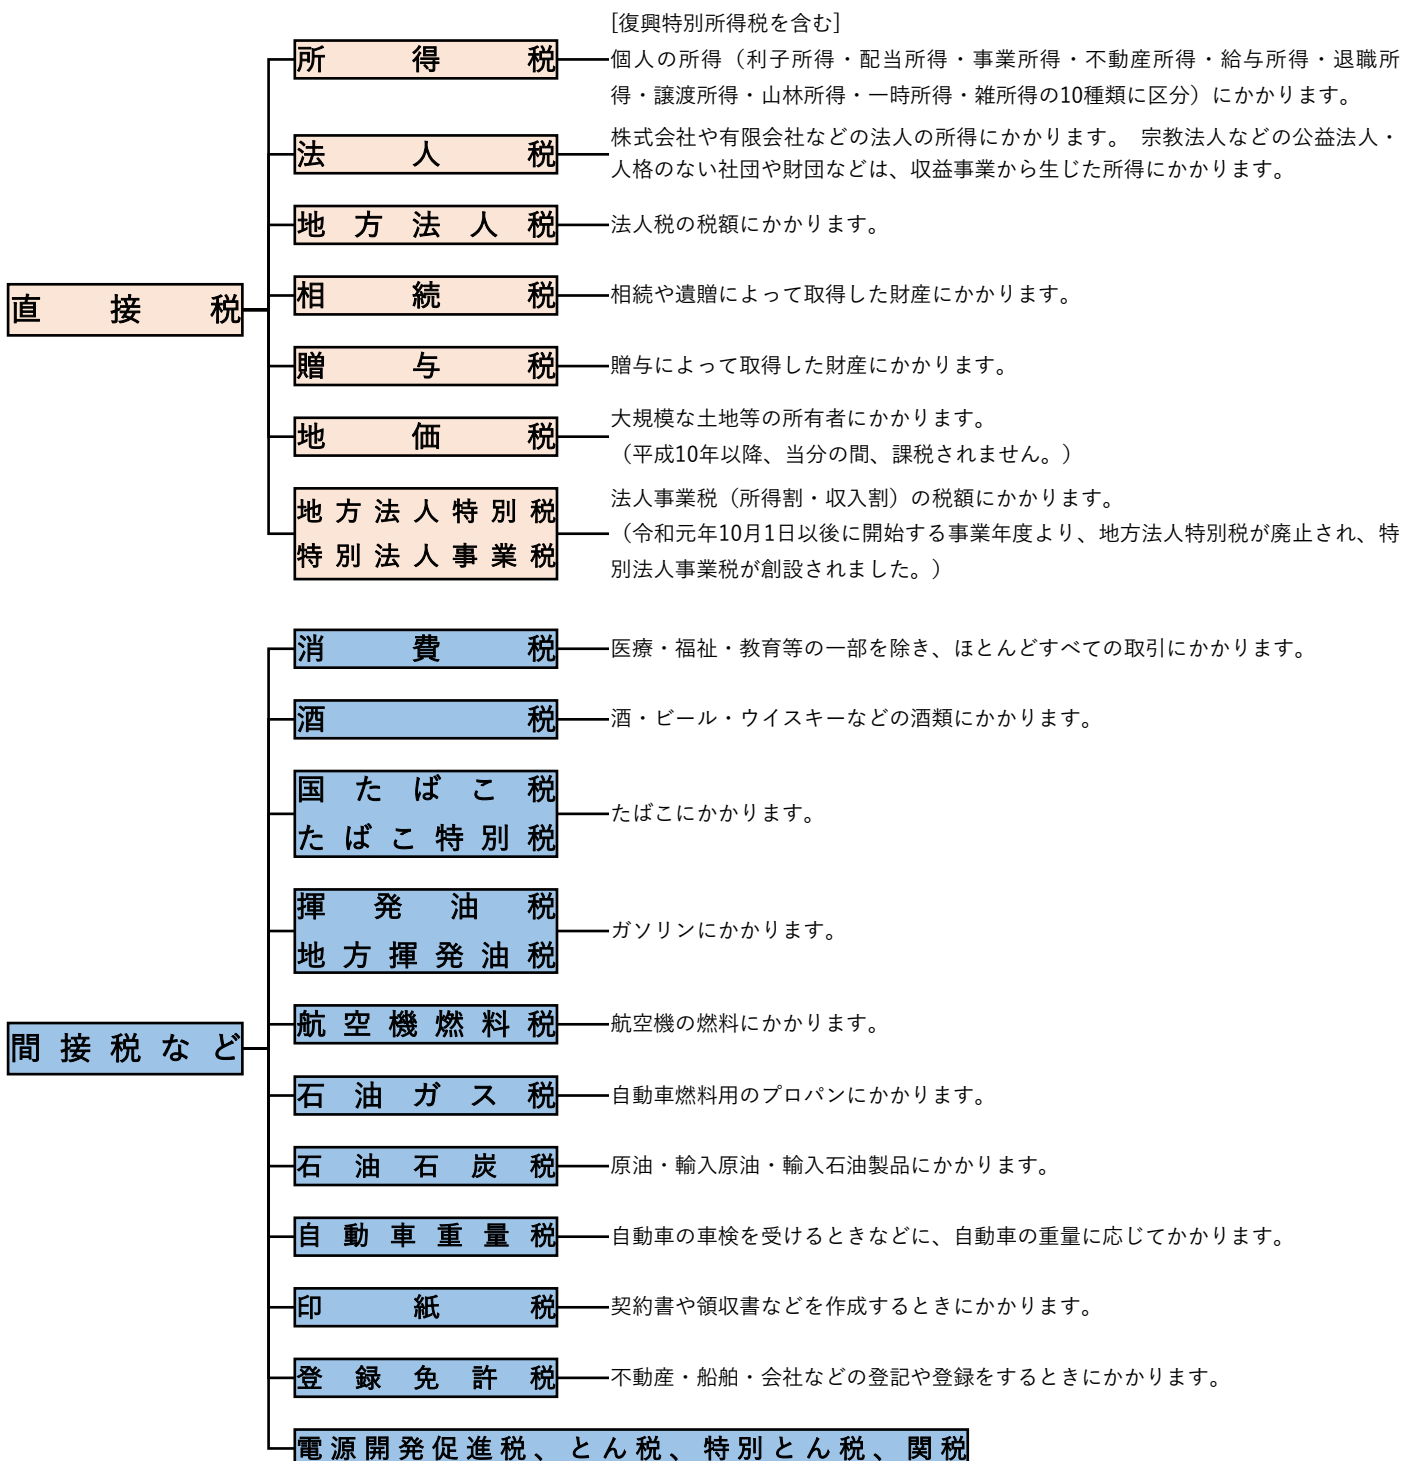 [復興特別所得税を含む]
所得税
個人の所得（利子所得・配当所得・事業所得・不動産所得・給与所得・退職所
得・譲渡所得・山林所得・一時所得・雑所得の10種類に区分）にかかります。
法人税
株式会社や有限会社などの法人の所得にかかります。 宗教法人などの公益法人・
人格のない社団や財団などは、収益事業から生じた所得にかかります。
地方法人税
法人税の税額にかかります。
直接税
相続税
相続や遺贈によって取得した財産にかかります。
贈与税
贈与によって取得した財産にかかります。
地価税
大規模な土地等の所有者にかかります。
（平成10年以降、当分の間、課税されません。）
地方法人特別税
特別法人事業税
法人事業税（所得割・収入割）の税額にかかります。
（令和元年10月1日以後に開始する事業年度より、地方法人特別税が廃止され、特
別法人事業税が創設されました。）
消費税
医療・福祉・教育等の一部を除き、ほとんどすべての取引にかかります。
酒税
酒・ビール・ウイスキーなどの酒類にかかります。
国たばこ税
たばこ特別税
たばこにかかります。
揮発油税
地方揮発油税
ガソリンにかかります。
間接税など
航空機燃料税
航空機の燃料にかかります。
石油ガス税
自動車燃料用のプロパンにかかります。
石油石炭税
原油・輸入原油・輸入石油製品にかかります。
自動車重量税
自動車の車検を受けるときなどに、自動車の重量に応じてかかります。
印紙税
契約書や領収書などを作成するときにかかります。
登録免許税
不動産・船舶・会社などの登記や登録をするときにかかります。
電源開発促進税、とん税、特別とん税、関税